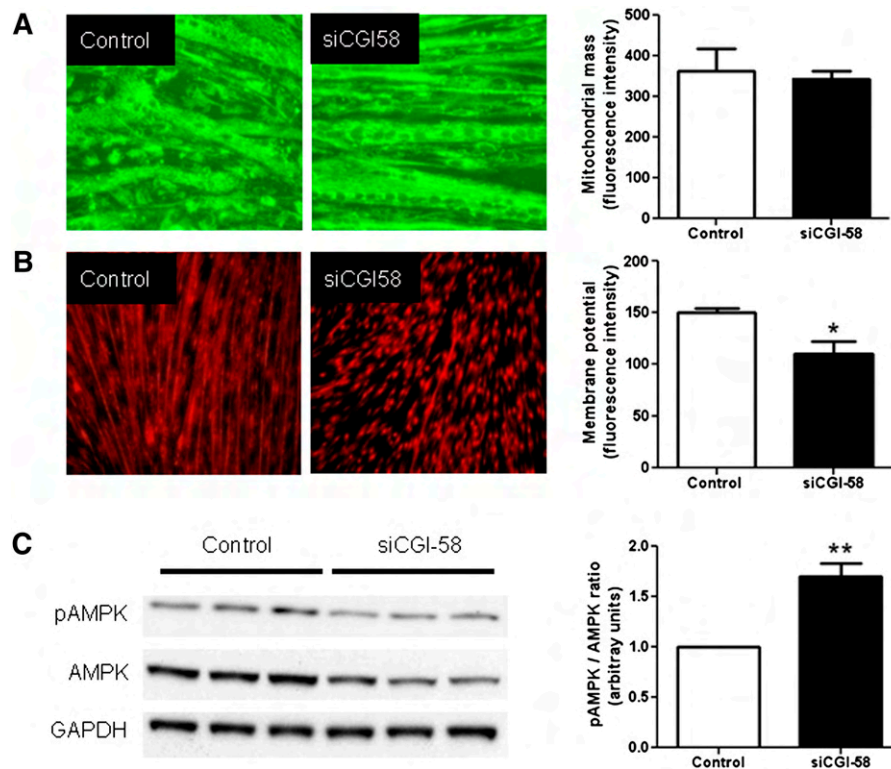 A
Control
siCGI58
Mitochondrial mass
(fluorescence intensity)
500
400
300
200
100
0
Control
siCGI-58
B
Control
siCGI58
Membrane potential
(fluorescence intensity)
200
150
100
50
0
*
Control
siCGI-58
C
Control
siCGI-58
pAMPK
AMPK
GAPDH
pAMPK / AMPK ratio
(arbitray units)
2.0
1.5
1.0
0.5
0.0
**
Control
siCGI-58